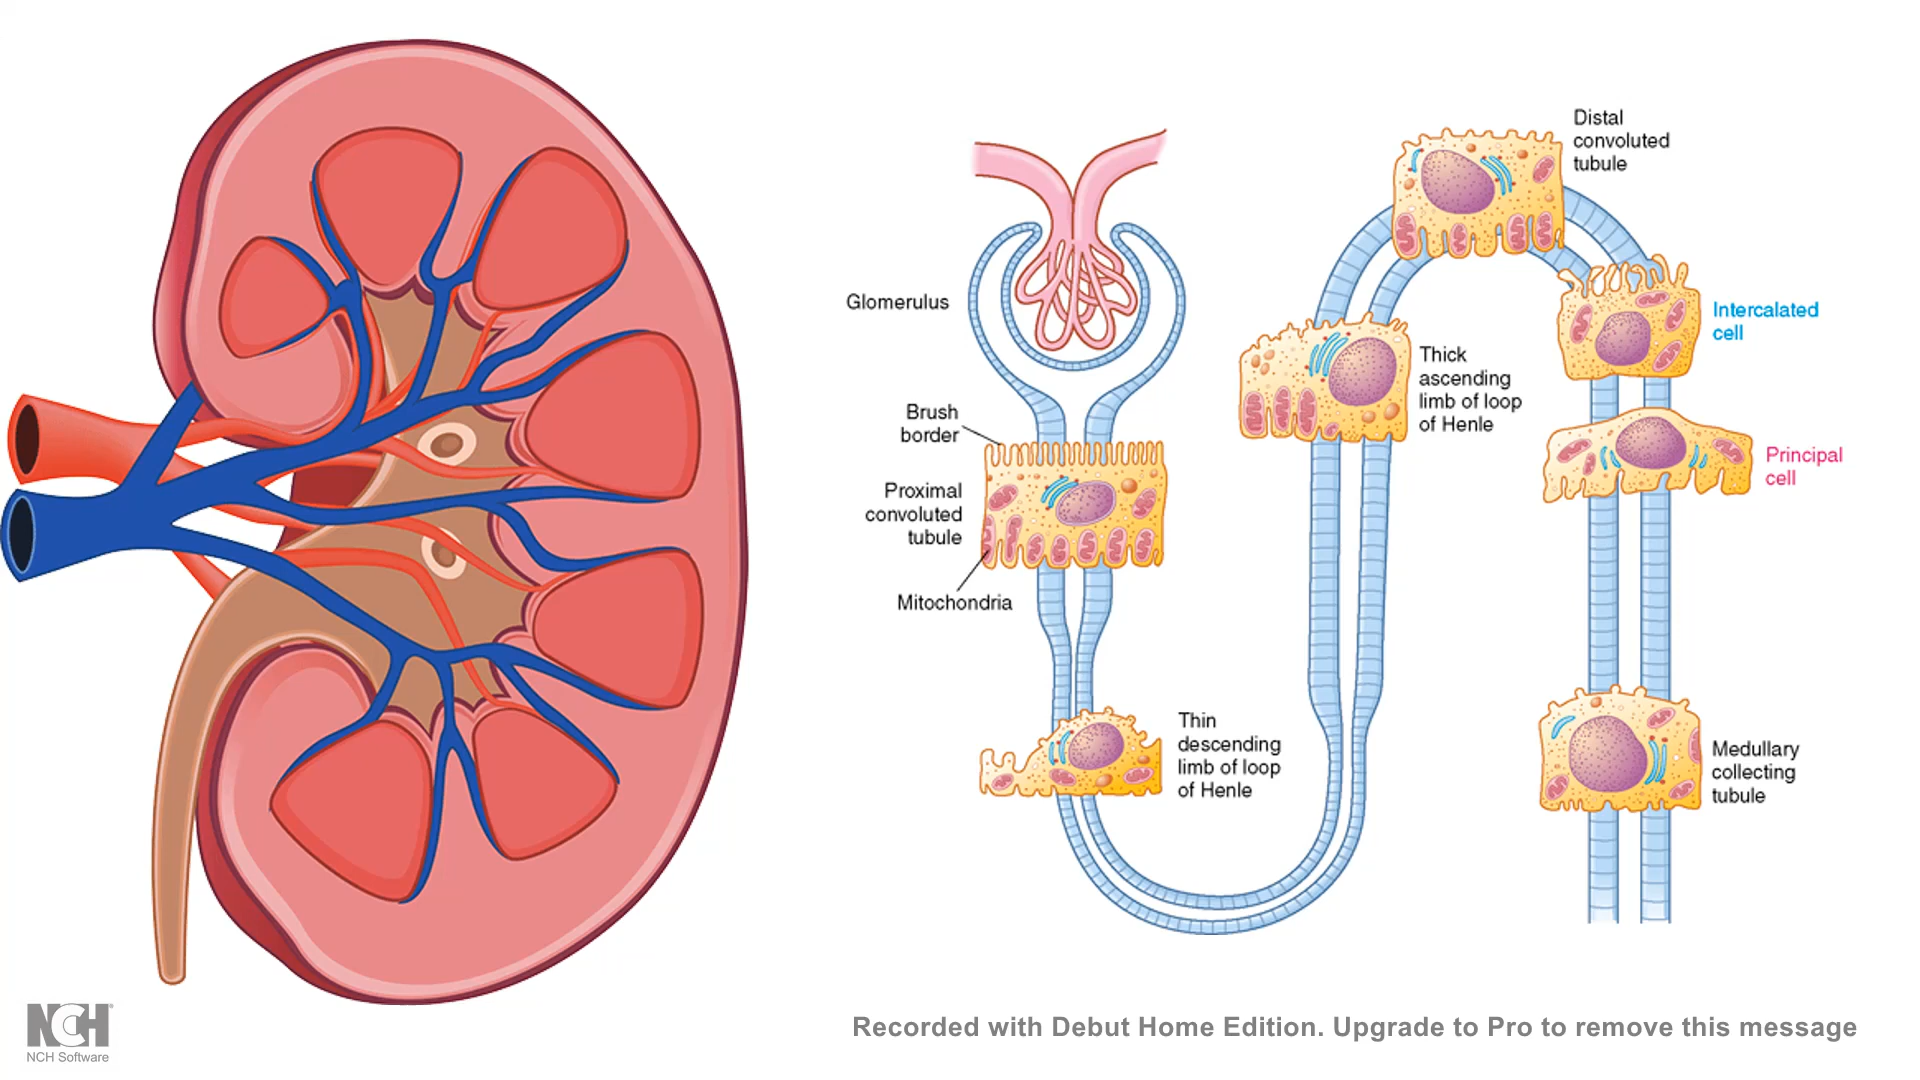 Distal
convoluted
tubule
Glomerulus
Intercalated
cell
Thick
ascending
limb of loop
of Henle
Brush
border
Principal
cell
Proximal
convoluted
tubule
Mitochondria
Thin
descending
limb of loop
of Henle
Medullary
collecting
tubule
NCH
NCH Software
Recorded with Debut Home Edition. Upgrade to Pro to remove this message